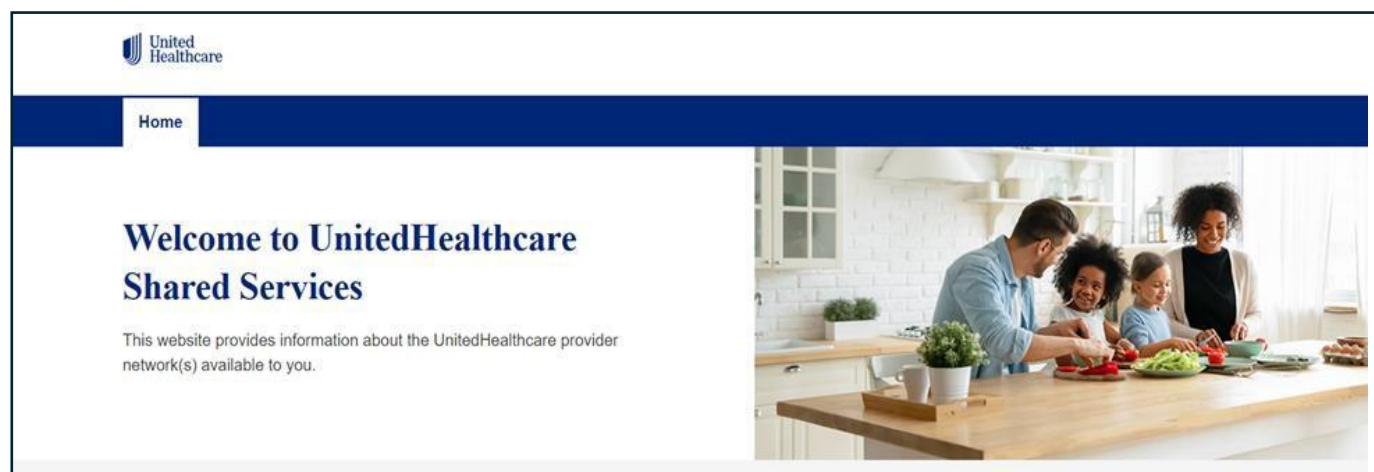 United
Healthcare
Home
Welcome to UnitedHealthcare
Shared Services
This website provides information about the UnitedHealthcare provider
network(s) available to you.